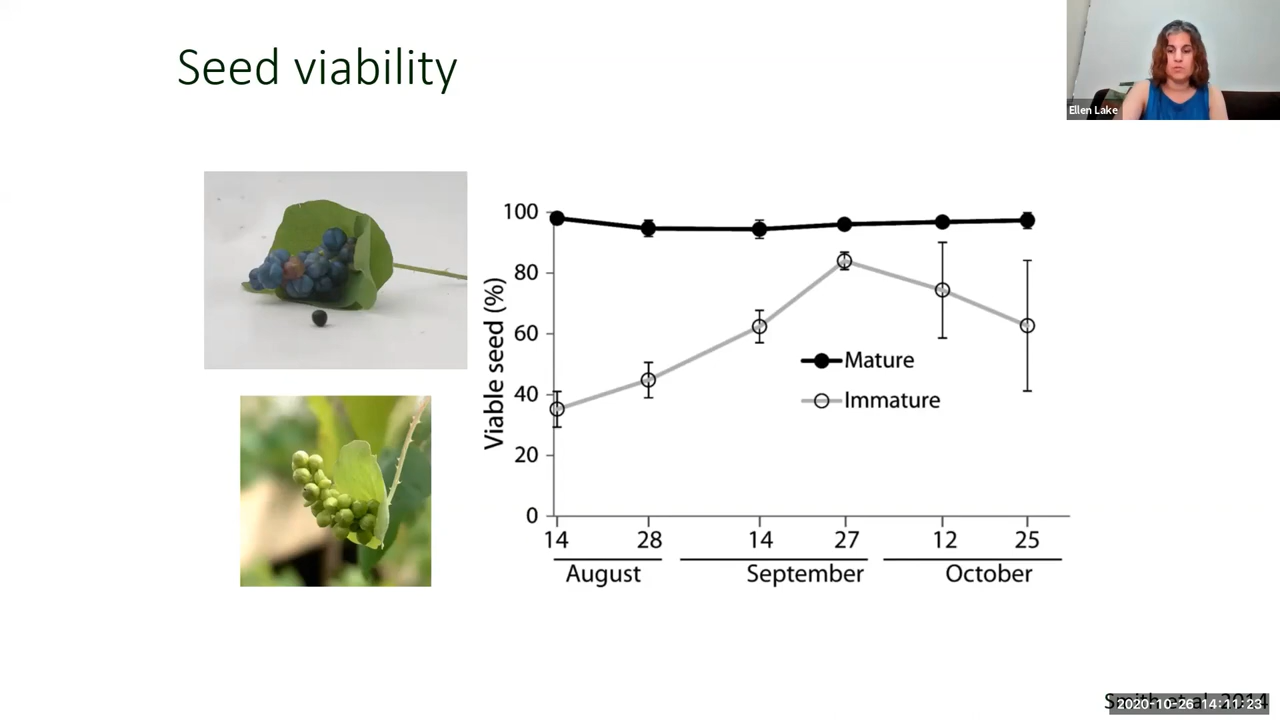 Seed viability
Ellen Lake
100
80
60
40
20
0
Viable seed (%)
Mature
Immature
14 28 14 27 12 25
August September October
2020-10-26 14:11:23